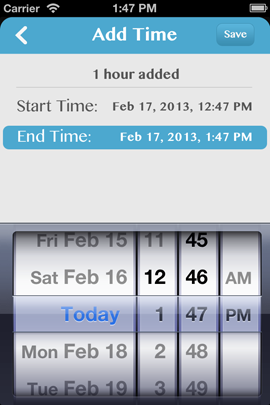 Carrier 1:47 PM
Add Time Save
1 hour added
Start Time: Feb 17, 2013, 12:47 PM
End Time: Feb 17, 2013, 1:47 PM
Fri Feb 15 11 45
Sat Feb 16 12 46 AM
Today 1 47 PM
Mon Feb 18 2 48
Tue Feb 19 3 49